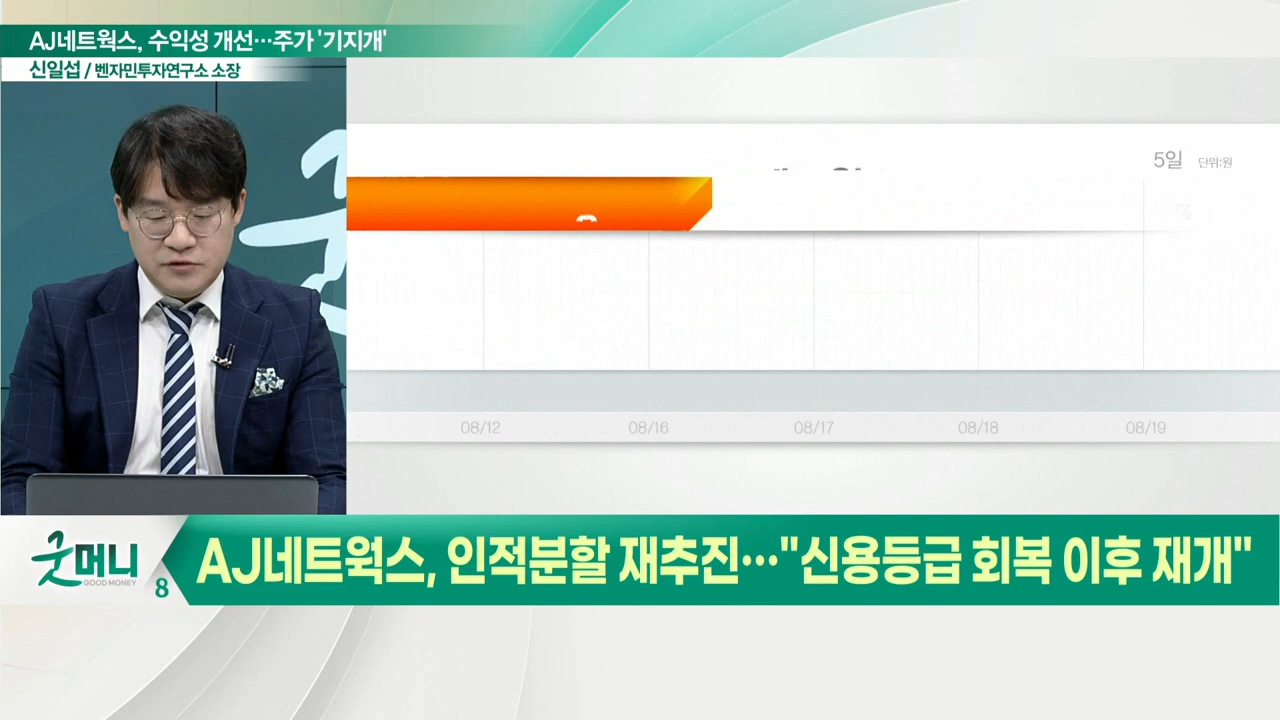 AJ네트웍스, 수익성 개선…주가 '기지개'
신일섭 / 벤자민투자연구소 소장
5일 단위:원
%
08/12 08/16 08/17 08/18 08/19
굿머니
GOOD MONEY
8
AJ네트웍스, 인적분할 재추진…"신용등급 회복 이후 재개"